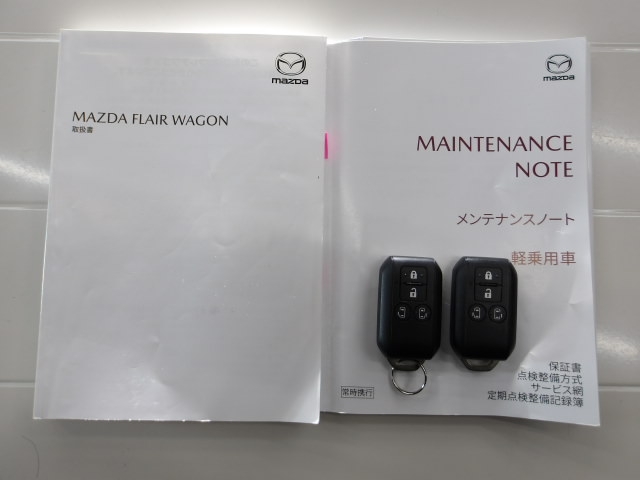 mazda
MAZDA FLAIR WAGON
取扱書
mazda
MAINTENANCE
NOTE
メンテナンスノート
軽乗用車
保証書
点検整備方式
サービス網
定期点検整備記録簿
常時携行